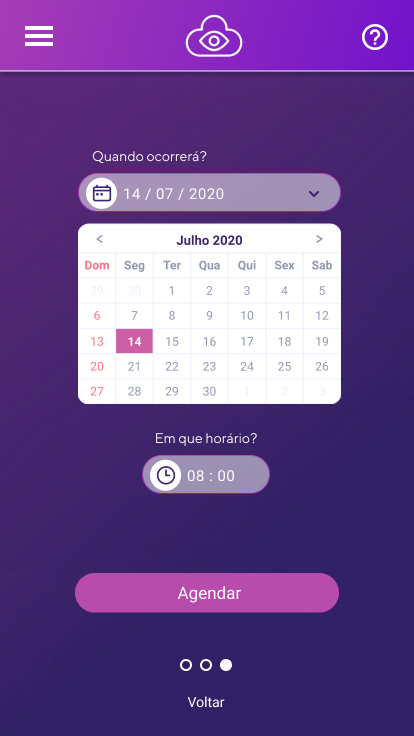 Quando ocorrerá?
14 / 07 / 2020
< Julho 2020 >
Dom Seg Ter Qua Qui Sex Sab
29 30 1 2 3 4 5
6 7 8 9 10 11 12
13 14 15 16 17 18 19
20 21 22 23 24 25 26
27 28 29 30 1 2 3
Em que horário?
08 : 00
Agendar
Voltar